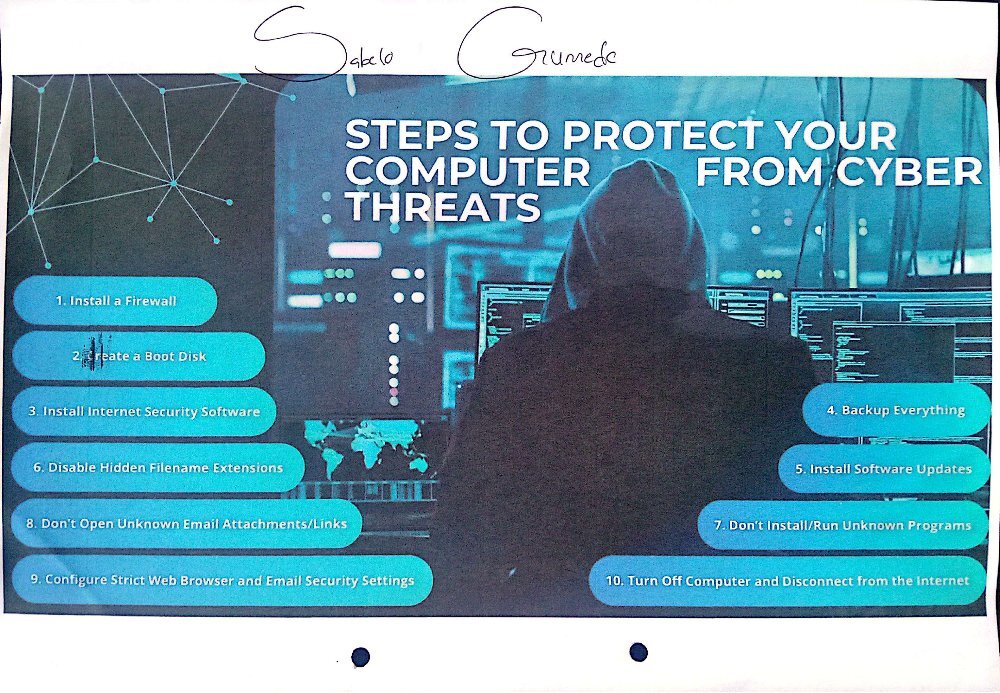 Sabelo Gumede
STEPS TO PROTECT YOUR
COMPUTER FROM CYBER
THREATS
1. Install a Firewall
2. Create a Boot Disk
3. Install Internet Security Software
4. Backup Everything
5. Install Software Updates
6. Disable Hidden Filename Extensions
7. Don't Install/Run Unknown Programs
8. Don't Open Unknown Email Attachments/Links
9. Configure Strict Web Browser and Email Security Settings
10. Turn Off Computer and Disconnect from the Internet